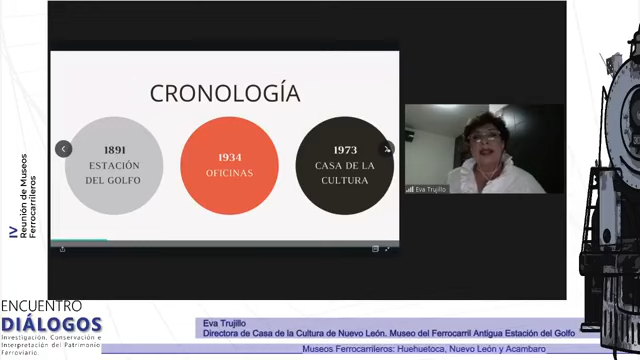 CRONOLOGÍA
1891
ESTACIÓN
DEL GOLFO
1934
OFICINAS
1973
CASA DE LA
CULTURA
Eva Trujillo
IV
Reunión de Museos
Ferrocarrileros
ENCUENTRO
DIÁLOGOS
Investigación, Conservación e
Interpretación del Patrimonio
Ferroviario.
Eva Trujillo
Directora de Casa de la Cultura de Nuevo León. Museo del Ferrocarril Antigua Estación del Golfo
Museos Ferrocarrileros: Huehuetoca, Nuevo León y Acambaro